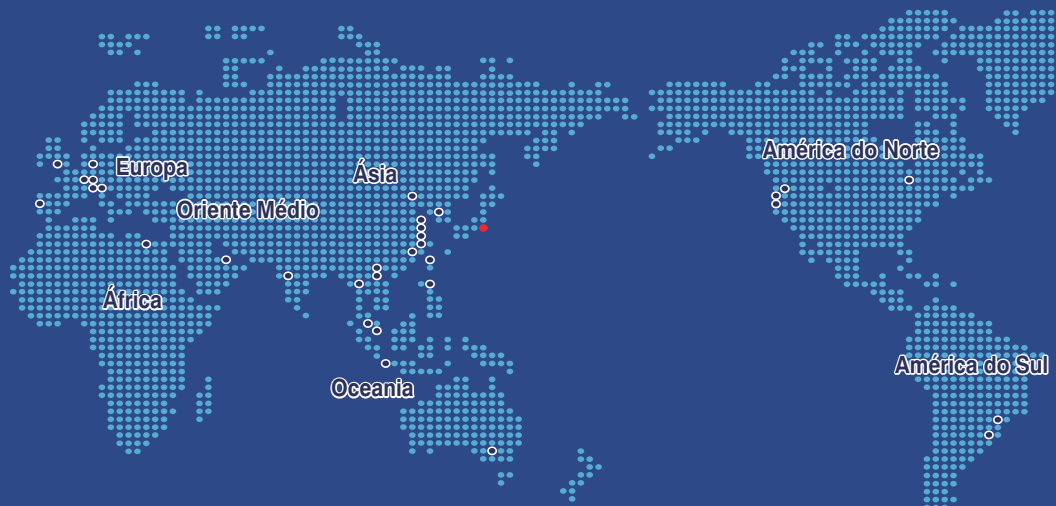 América do Norte
Europa
Ásia
Oriente Médio
África
América do Sul
Oceania